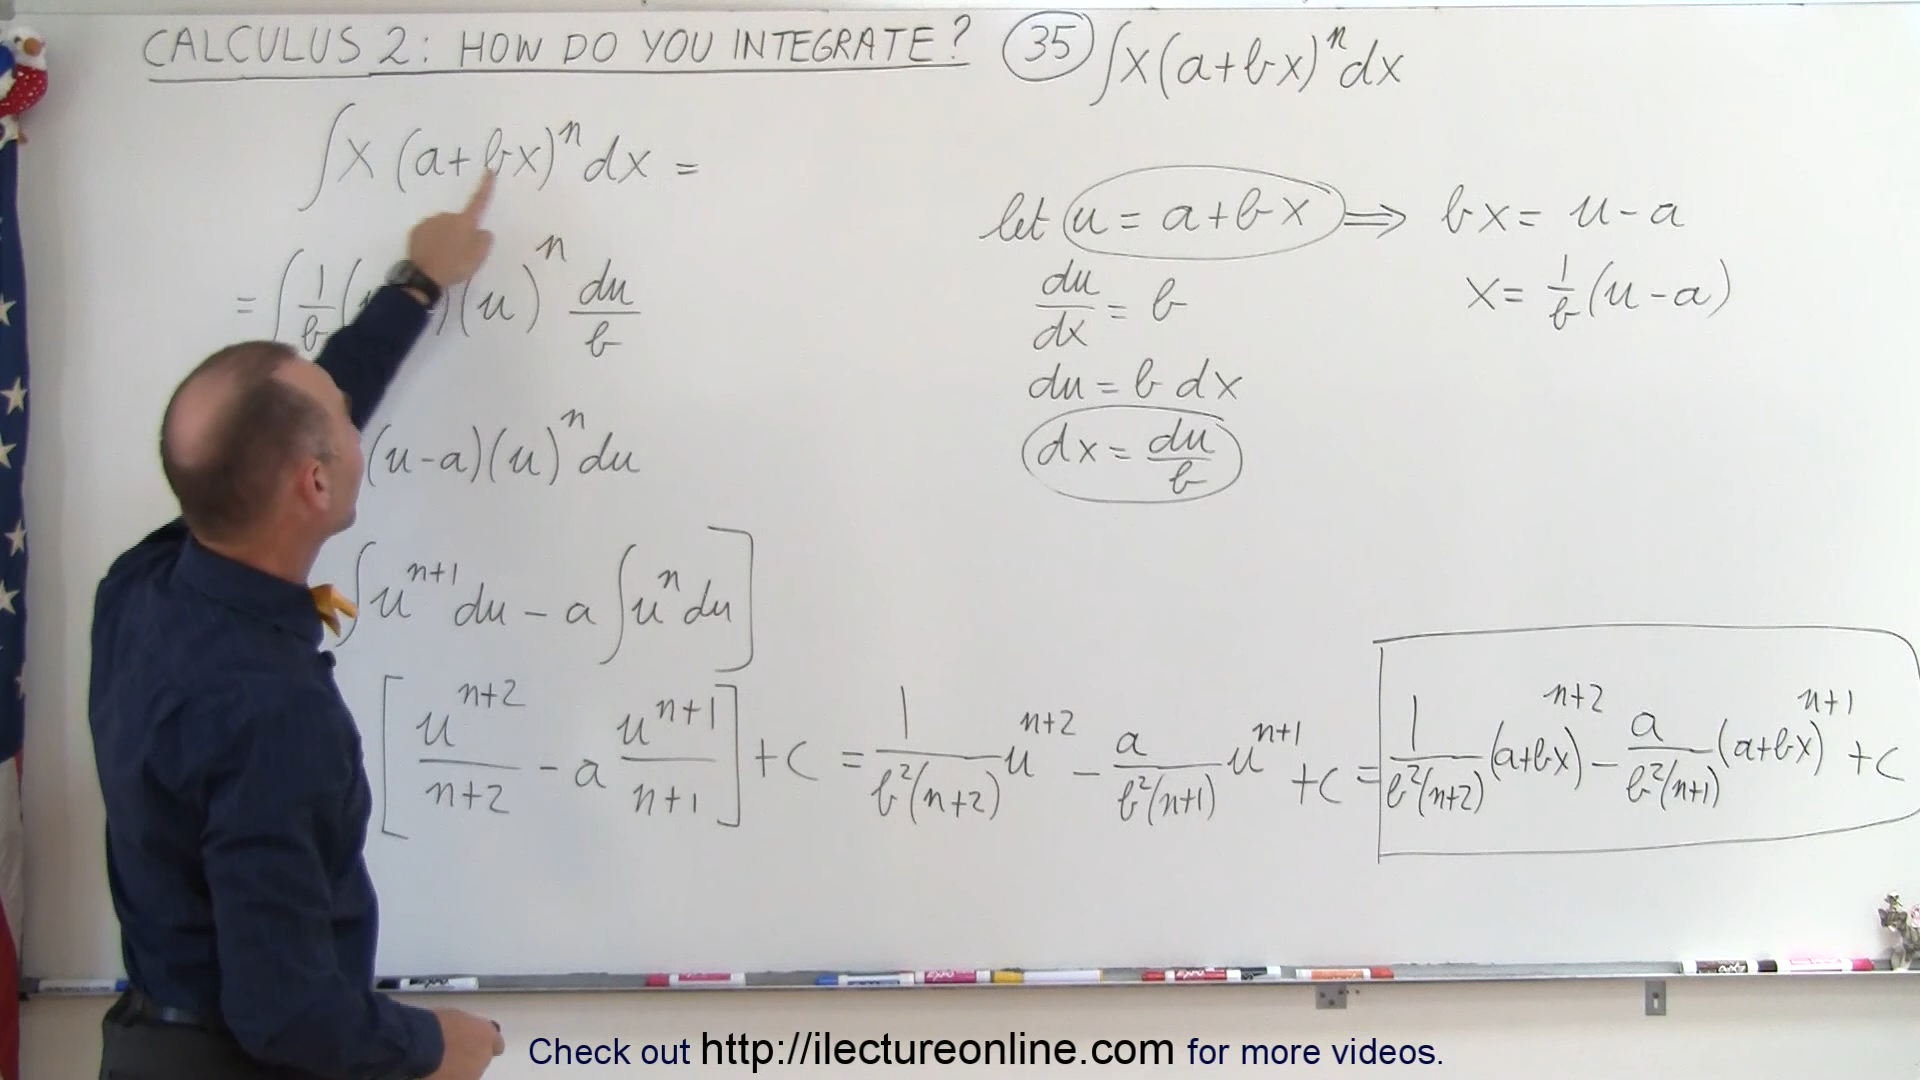 CALCULUS 2: HOW DO YOU INTEGRATE? (35) ∫x(a+bx)^n dx
∫x (a+bx)^n dx =
= ∫ 1/b ( )(u)^n du/b
(u-a)(u)^n du
∫u^{n+1} du - a ∫u^n du]
[u^{n+2}/(n+2) - a u^{n+1}/(n+1)] + C = 1/(b²(n+2)) u^{n+2} - a/(b²(n+1)) u^{n+1} + C = 1/(b²(n+2)) (a+bx)^{n+2} - a/(b²(n+1)) (a+bx)^{n+1} + C
let u = a+bx ⟹ bx = u-a
du/dx = b
x = 1/b (u-a)
du = b dx
dx = du/b
Check out http://ilectureonline.com for more videos.